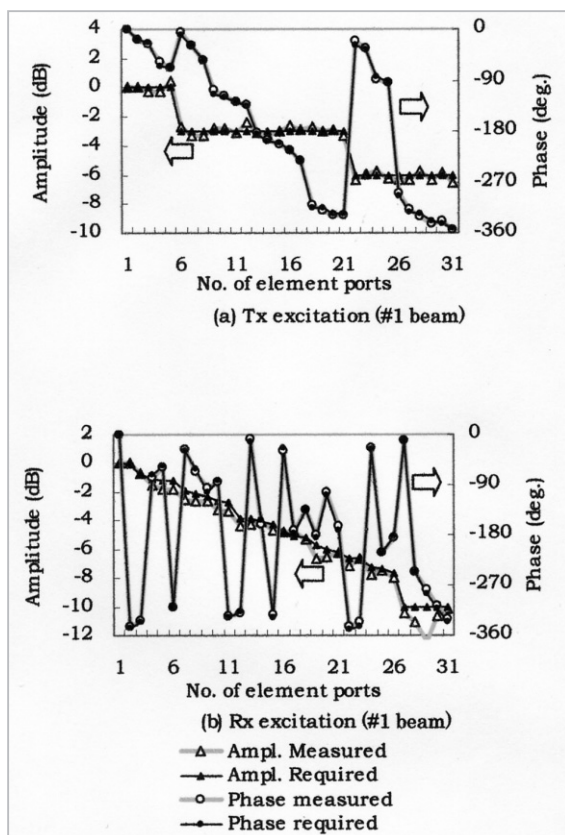 4
2
0
-2
-4
-6
-8
-10
Amplitude (dB)
0
-90
-180
-270
-360
Phase (deg.)
1 6 11 16 21 26 31
No. of element ports
(a) Tx excitation (#1 beam)
2
0
-2
-4
-6
-8
-10
-12
Amplitude (dB)
0
-90
-180
-270
-360
Phase (deg.)
1 6 11 16 21 26 31
No. of element ports
(b) Rx excitation (#1 beam)
Ampl. Measured
Ampl. Required
Phase measured
Phase required